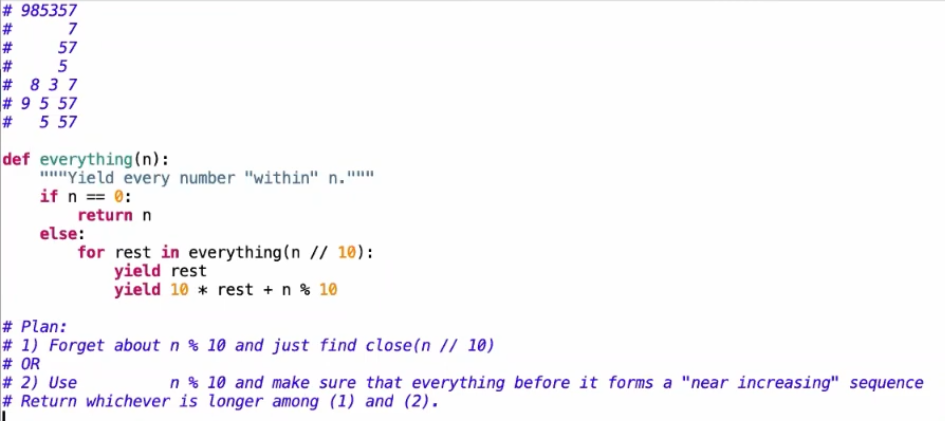 # 985357
#      7
#     57
#     5
#  8 3 7
# 9 5 57
#   5 57
def everything(n):
    """Yield every number "within" n."""
    if n == 0:
        return n
    else:
        for rest in everything(n // 10):
            yield rest
            yield 10 * rest + n % 10
# Plan:
# 1) Forget about n % 10 and just find close(n // 10)
# OR
# 2) Use          n % 10 and make sure that everything before it forms a "near increasing" sequence
# Return whichever is longer among (1) and (2).